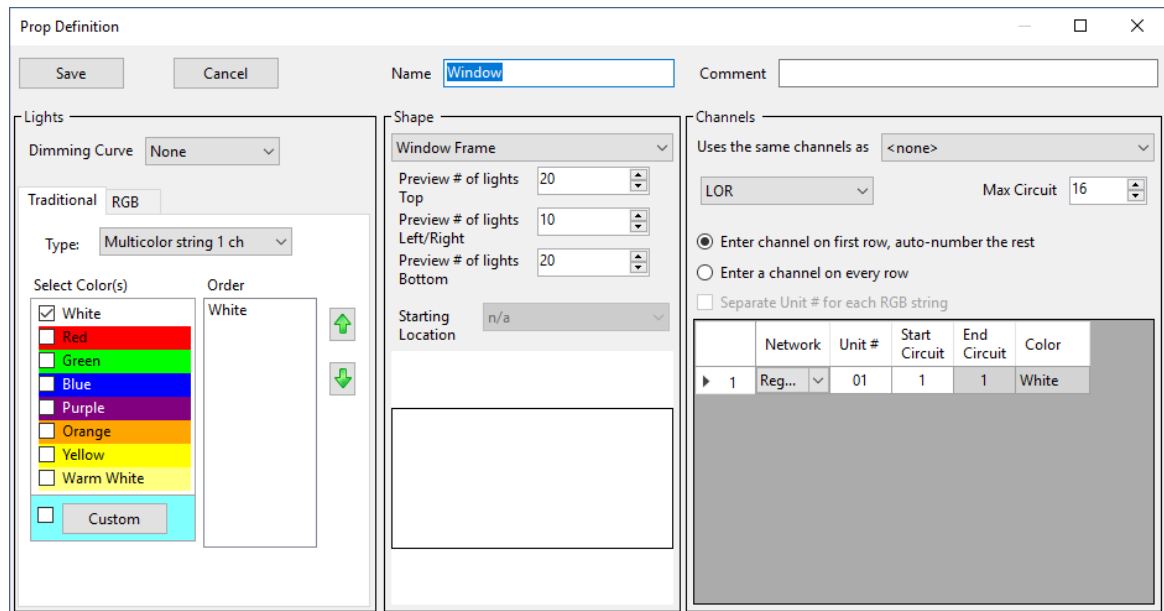 Prop Definition
Save
Cancel
Name
Window
Comment
Lights
Dimming Curve
None
Traditional
RGB
Type:
Multicolor string 1 ch
Select Color(s)
Order
White
Red
Green
Blue
Purple
Orange
Yellow
Warm White
Custom
White
Shape
Window Frame
Preview # of lights
Top
20
Preview # of lights
Left/Right
10
Preview # of lights
Bottom
20
Starting
Location
n/a
Channels
Uses the same channels as
<none>
LOR
Max Circuit
16
Enter channel on first row, auto-number the rest
Enter a channel on every row
Separate Unit # for each RGB string
Network
Unit #
Start
Circuit
End
Circuit
Color
1
Reg...
01
1
1
White